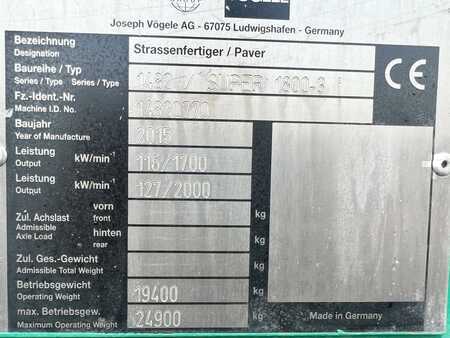 Joseph Vögele AG - 67075 Ludwigshafen - Germany
Bezeichnung
Designation
Strassenfertiger / Paver
Baureihe / Typ
Series / Type Series / Type
1482 / SUPER 1800-3
Fz.-Ident.-Nr.
Machine I.D. No.
Baujahr
Year of Manufacture
2015
Leistung
Output
kW/min-1
116/1700
Leistung
Output
kW/min-1
127/2000
vorn
Zul. Achslast front
kg
Admissible
Axle Load
hinten
rear
kg
Zul. Ges.-Gewicht
Admissible Total Weight
kg
Betriebsgewicht
Operating Weight
19400
kg
max. Betriebsgew.
Maximum Operating Weight
24900
kg
CE
Made in Germany